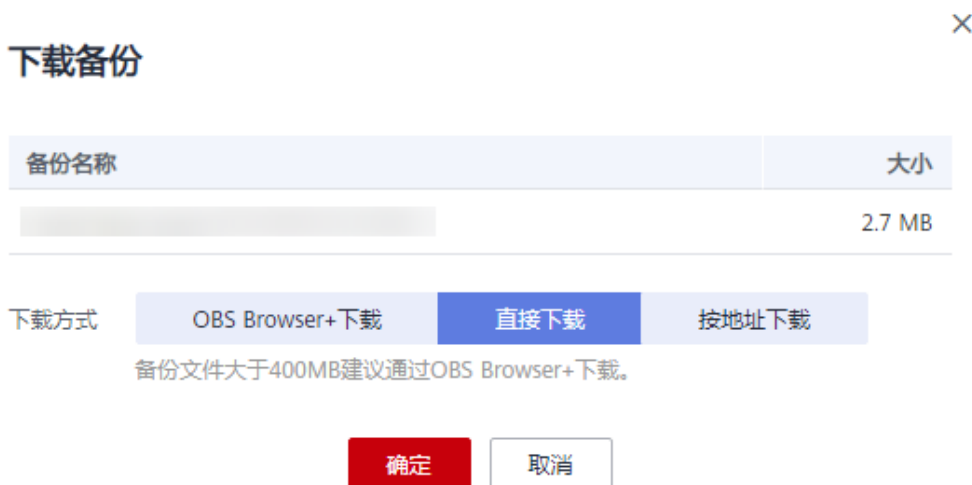 下载备份
备份名称 大小
2.7 MB
下载方式 OBS Browser+下载 直接下载 按地址下载
备份文件大于400MB建议通过OBS Browser+下载。
确定 取消